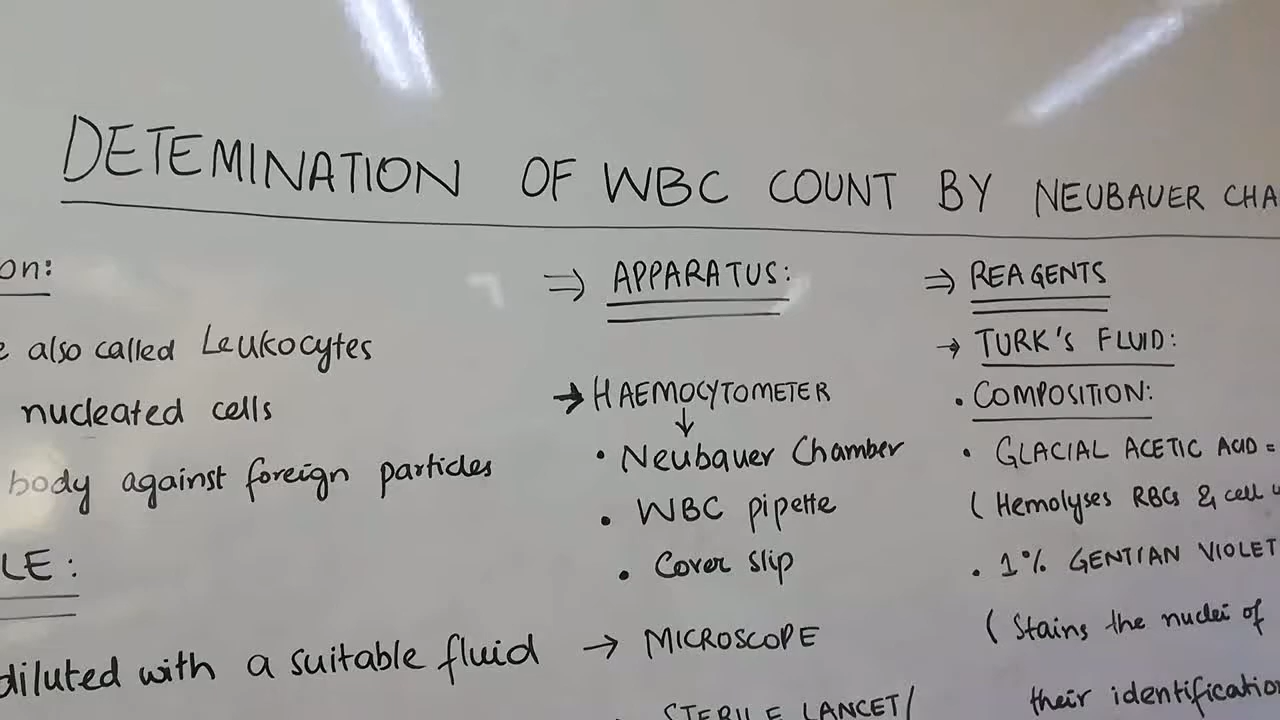 DETEMINATION OF WBC COUNT BY NEUBAUER CHA
on:
e also called Leukocytes
nucleated cells
body against foreign particles
LE:
diluted with a suitable fluid
⇒ APPARATUS:
→ HAEMOCYTOMETER
↓
• Neubauer Chamber
• WBC pipette
• Cover slip
→ MICROSCOPE
STERILE LANCET/
⇒ REAGENTS
→ TURK'S FLUID:
• COMPOSITION:
• GLACIAL ACETIC ACID =
( Hemolyses RBCs & cell
• 1% GENTIAN VIOLET
( Stains the nuclei of
their identification